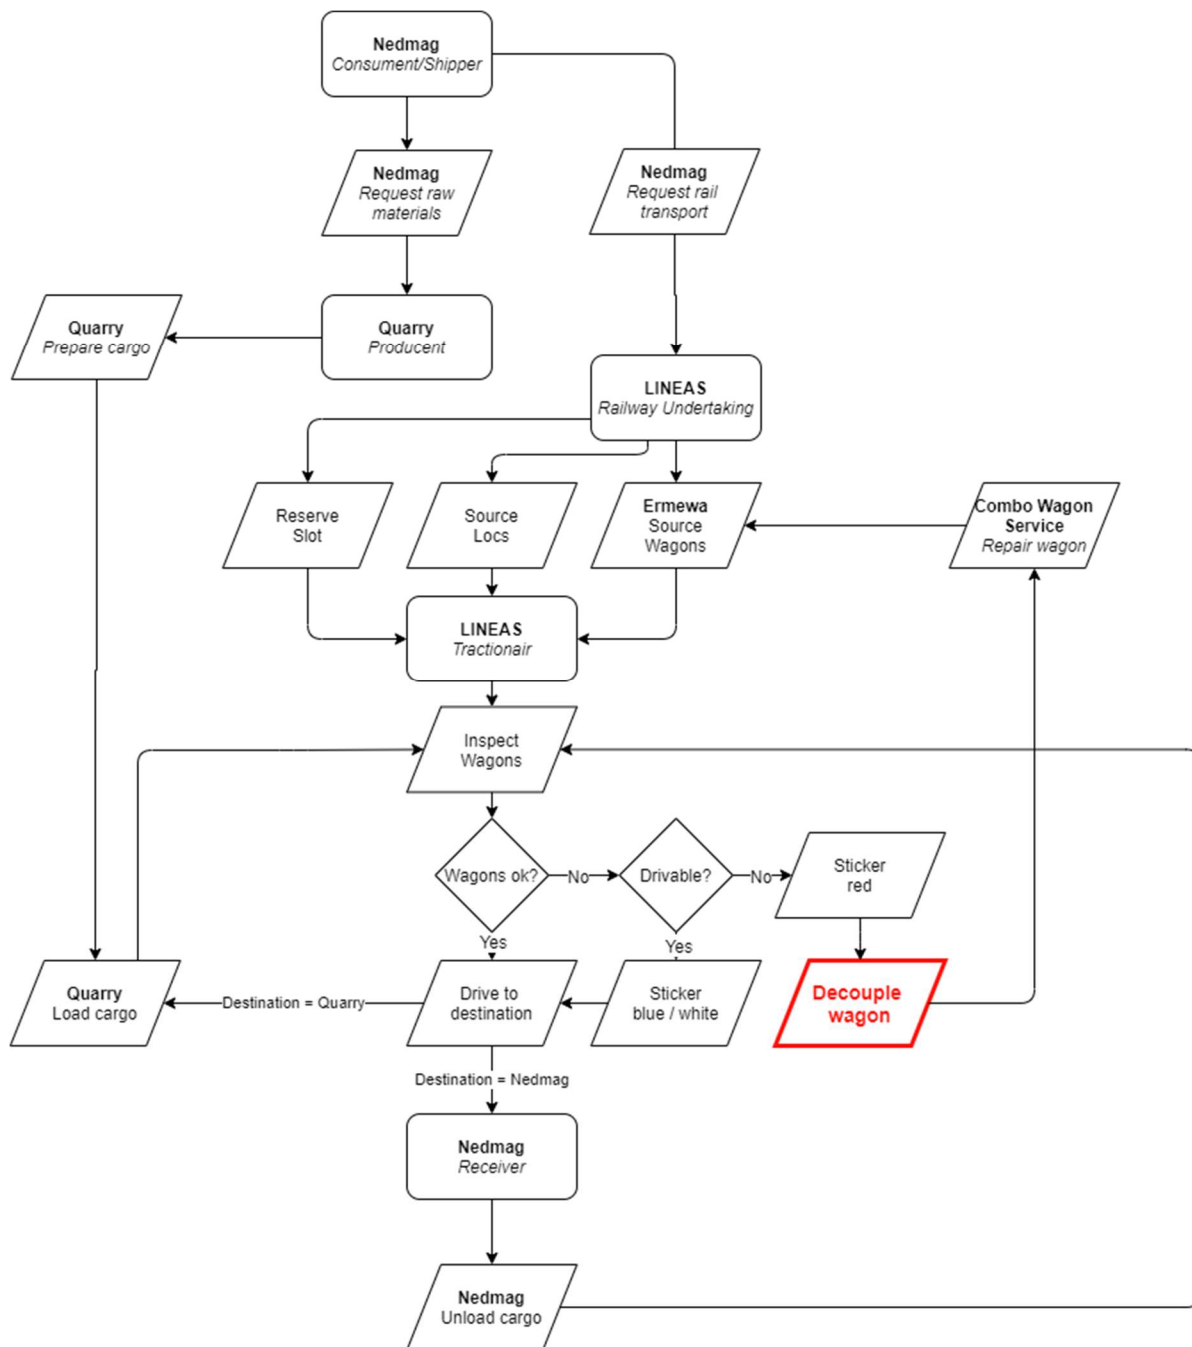 Nedmag
Consument/Shipper
Nedmag
Request raw
materials
Nedmag
Request rail
transport
Quarry
Prepare cargo
Quarry
Producent
LINEAS
Railway Undertaking
Reserve
Slot
Source
Locs
Ermewa
Source
Wagons
Combo Wagon
Service
Repair wagon
LINEAS
Tractionair
Inspect
Wagons
Wagons ok?
No
Drivable?
No
Sticker
red
Yes
Yes
Quarry
Load cargo
Destination = Quarry
Drive to
destination
Sticker
blue / white
Decouple
wagon
Destination = Nedmag
Nedmag
Receiver
Nedmag
Unload cargo